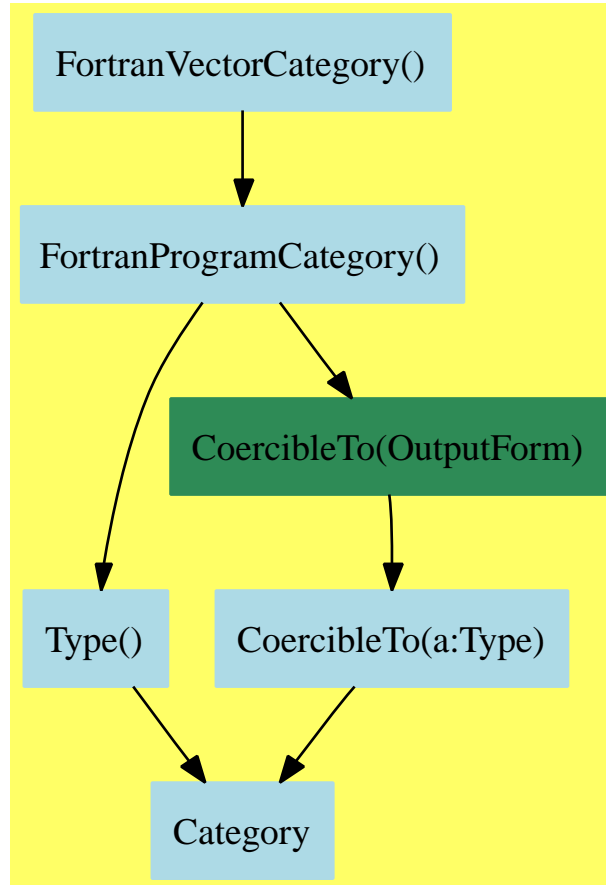 FortranVectorCategory()
FortranProgramCategory()
CoercibleTo(OutputForm)
Type()
CoercibleTo(a:Type)
Category